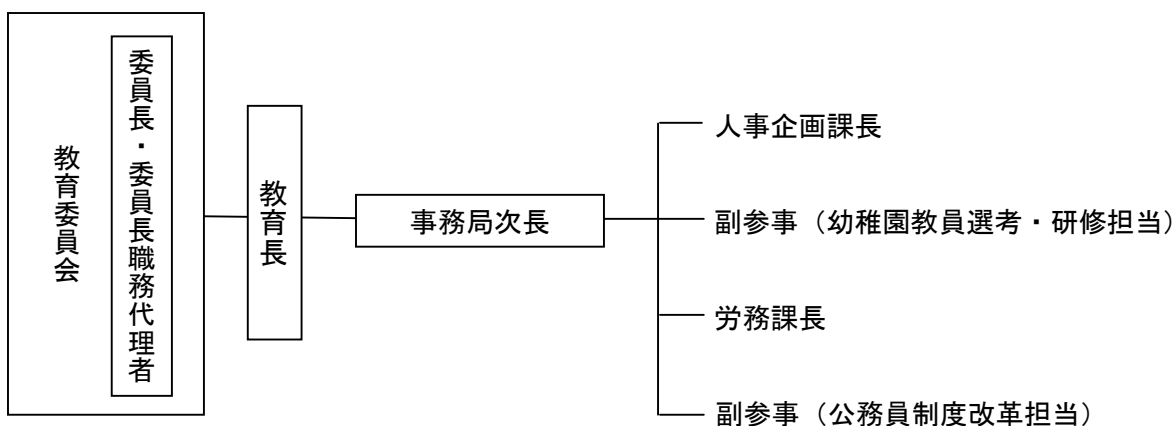 教育委員会
委員長・委員長職務代理者
教育長
事務局次長
人事企画課長
副参事（幼稚園教員選考・研修担当）
労務課長
副参事（公務員制度改革担当）